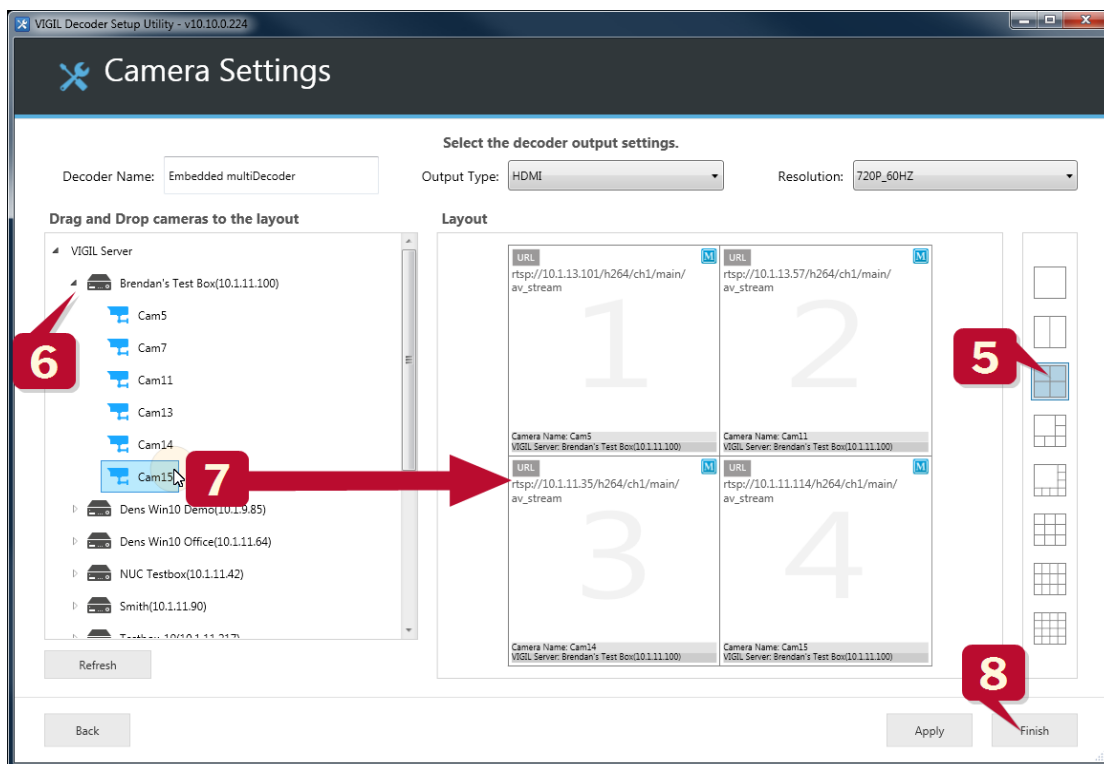 VIGIL Decoder Setup Utility - v10.10.0.224
Camera Settings
Select the decoder output settings.
Decoder Name: Embedded multiDecoder Output Type: HDMI Resolution: 720P_60HZ
Drag and Drop cameras to the layout
VIGIL Server
Brendan's Test Box(10.1.11.100)
Cam5
Cam7
Cam11
Cam13
Cam14
Cam15
Dens Win10 Demo(10.1.9.85)
Dens Win10 Office(10.1.11.64)
NUC Testbox(10.1.11.42)
Smith(10.1.11.90)
Testbox 10(10.1.11.217)
Refresh
6
7
Layout
URL M
rtsp://10.1.13.101/h264/ch1/main/
av_stream
1
Camera Name: Cam5
VIGIL Server: Brendan's Test Box(10.1.11.100)
URL M
rtsp://10.1.13.57/h264/ch1/main/
av_stream
2
Camera Name: Cam11
VIGIL Server: Brendan's Test Box(10.1.11.100)
URL M
rtsp://10.1.11.35/h264/ch1/main/
av_stream
3
Camera Name: Cam14
VIGIL Server: Brendan's Test Box(10.1.11.100)
URL M
rtsp://10.1.11.114/h264/ch1/main/
av_stream
4
Camera Name: Cam15
VIGIL Server: Brendan's Test Box(10.1.11.100)
5
8
Back
Apply
Finish